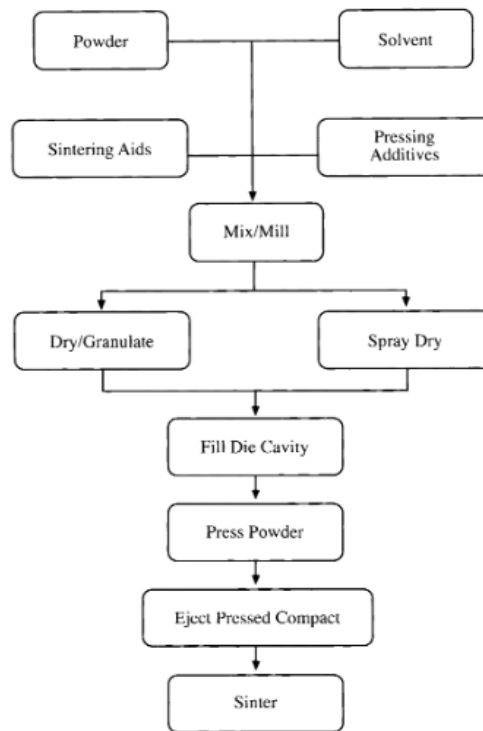 Powder
Solvent
Sintering Aids
Pressing
Additives
Mix/Mill
Dry/Granulate
Spray Dry
Fill Die Cavity
Press Powder
Eject Pressed Compact
Sinter